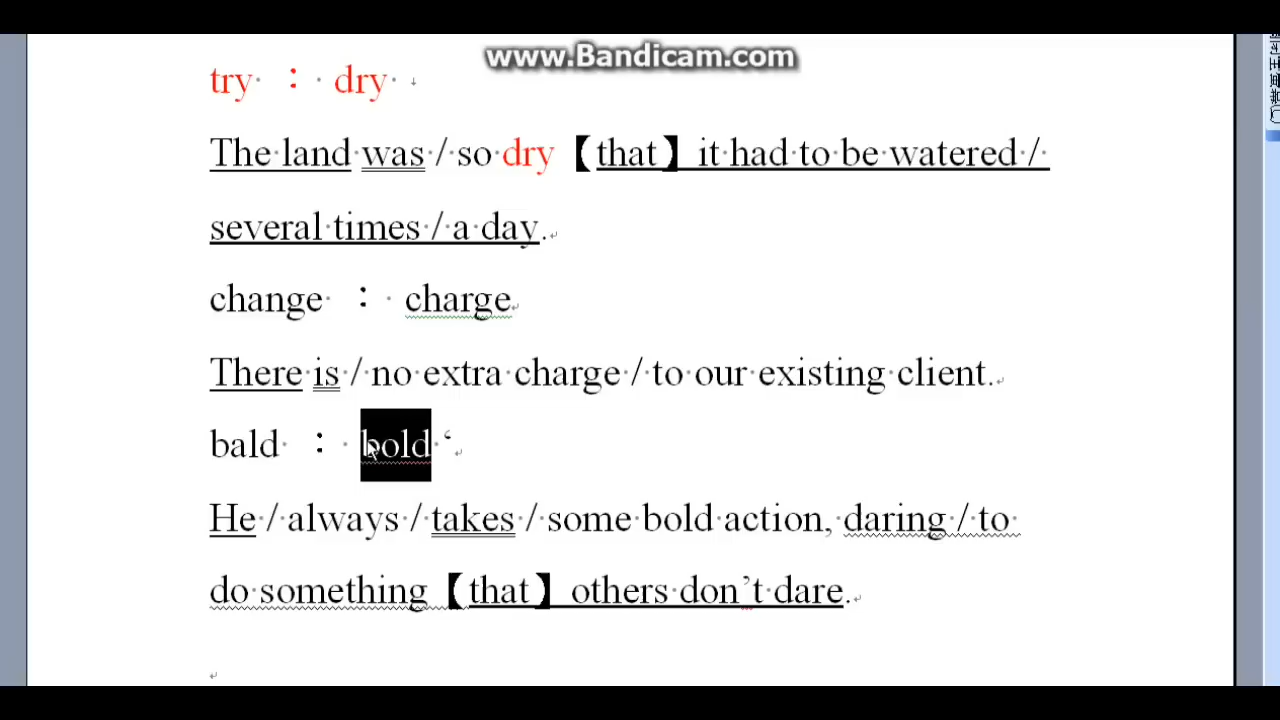 www.Bandicam.com
try : dry
The land was / so dry【that】it had to be watered /
several times / a day.
change : charge
There is / no extra charge / to our existing client.
bald : bold ‘
He / always / takes / some bold action, daring / to
do something【that】others don’t dare.